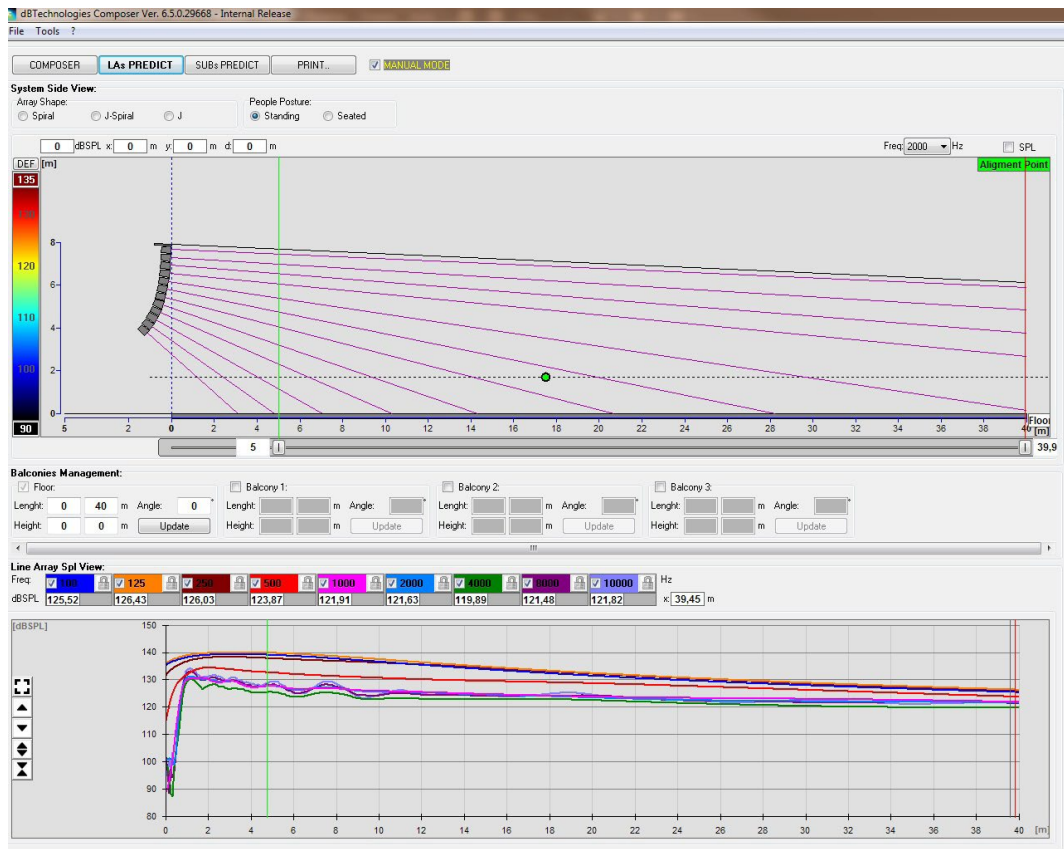 dBTechnologies Composer Ver. 6.5.0.29668 - Internal Release
File Tools ?
COMPOSER LAs PREDICT SUBs PREDICT PRINT.. MANUAL MODE
System Side View:
Array Shape: People Posture:
Spiral J-Spiral J Standing Seated
0 dBSPL x: 0 m y: 0 m d: 0 m Freq: 2000 Hz SPL
DEF [m] Aligment Point
135
8
120
6
110
4
100
2
0
90 5 2 0 2 4 6 8 10 12 14 16 18 20 22 24 26 28 30 32 34 36 38 40 Floor
[m]
5 39,9
Balconies Management:
Floor: Balcony 1: Balcony 2: Balcony 3:
Lenght: 0 40 m Angle: 0 ° Lenght: m Angle: ° Lenght: m Angle: ° Lenght: m Angle: °
Height: 0 0 m Update Height: m Update Height: m Update Height: m Update
Line Array Spl View:
Freq: 100 125 250 500 1000 2000 4000 8000 10000 Hz
dBSPL 125,52 126,43 126,03 123,87 121,91 121,63 119,89 121,48 121,82 x: 39,45 m
[dBSPL] 150
140
130
120
110
100
90
80
0 2 4 6 8 10 12 14 16 18 20 22 24 26 28 30 32 34 36 38 40 [m]